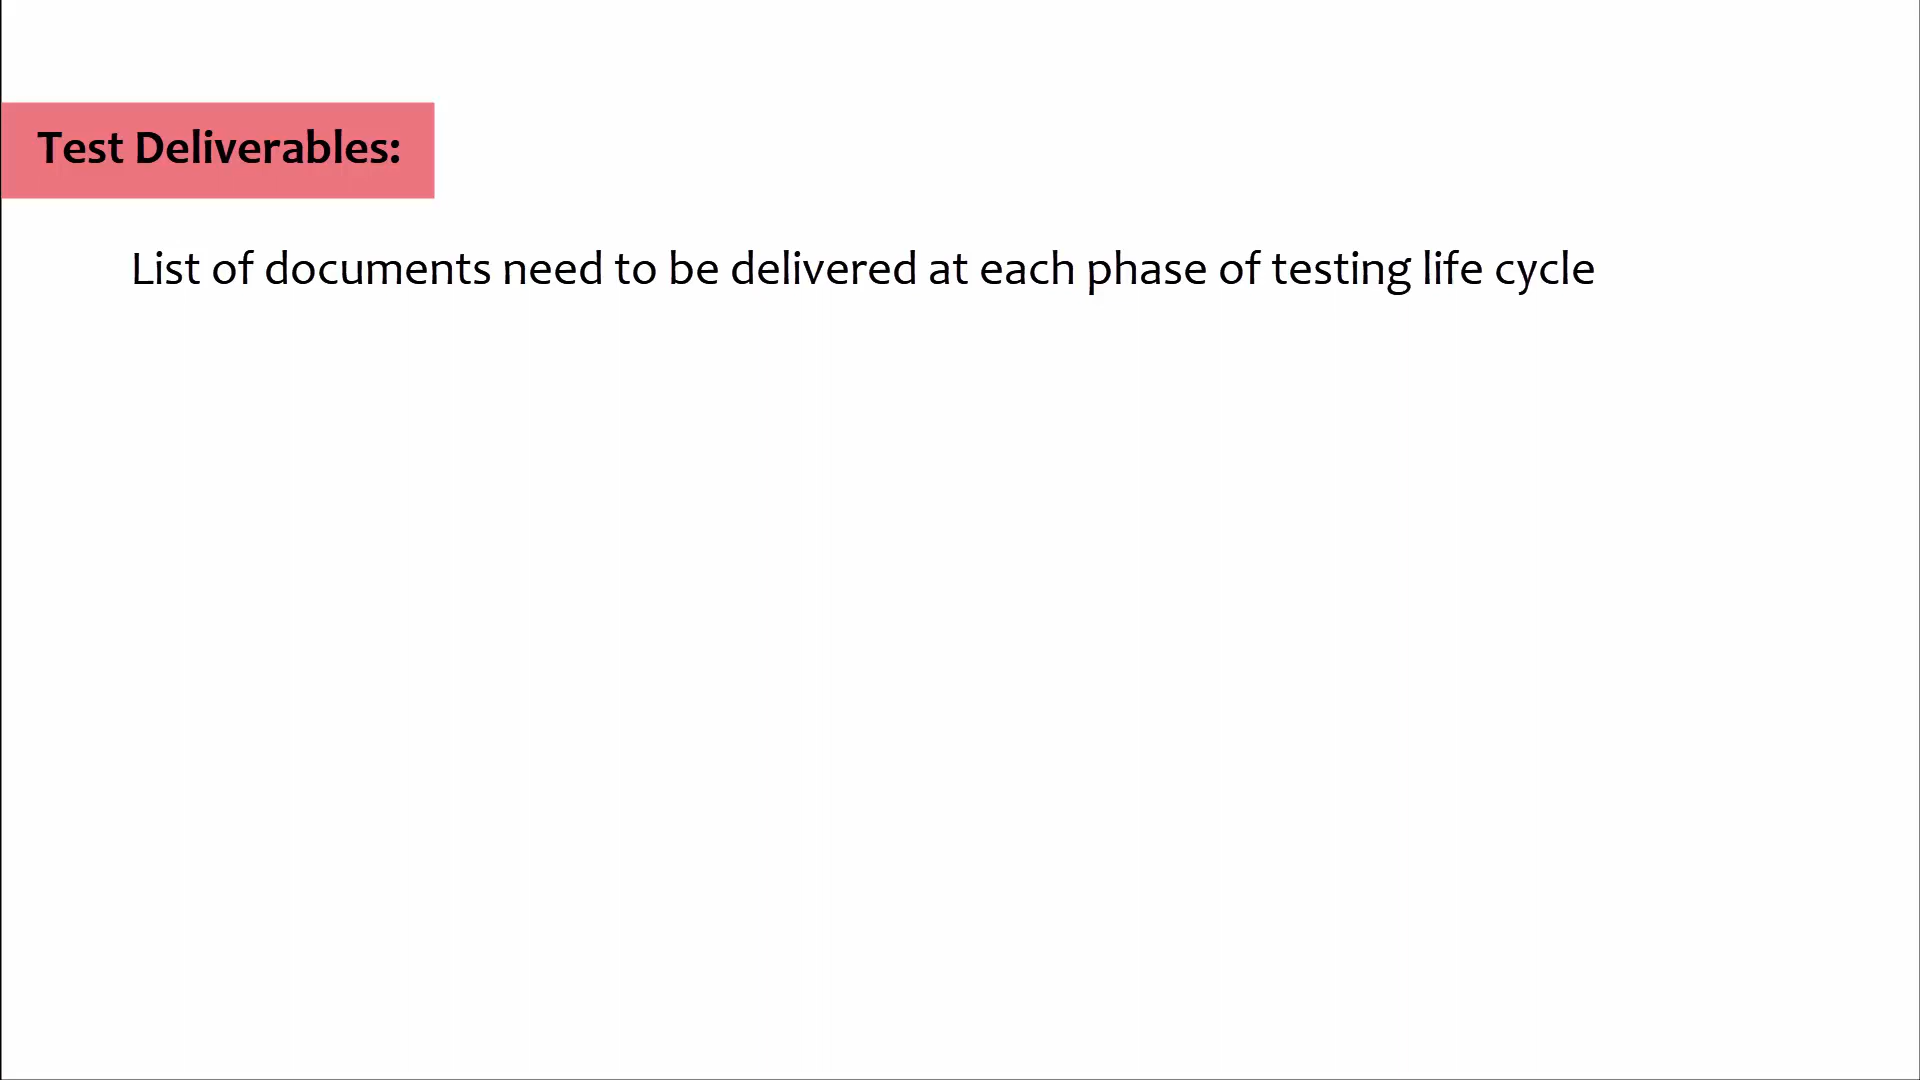 Test Deliverables:
List of documents need to be delivered at each phase of testing life cycle